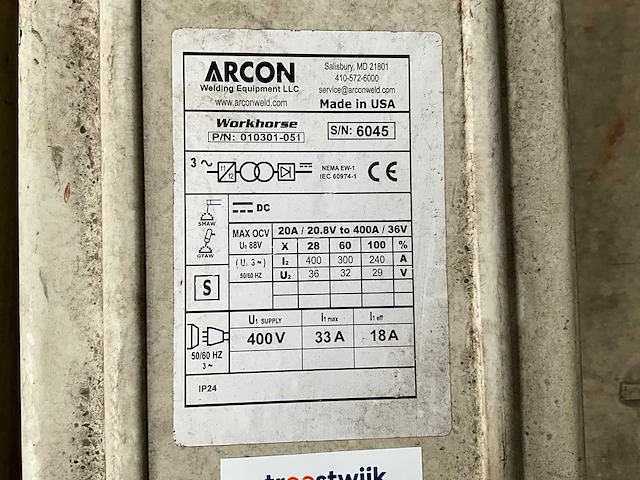 ARCON
Welding Equipment LLC
www.arconweld.com
Salisbury, MD 21801
410-572-6000
service@arconweld.com
Made in USA
Workhorse
P/N: 010301-051
S/N: 6045
3 ~
NEMA EW-1
IEC 60974-1
CE
SMAW
GTAW
DC
MAX OCV
U₀ 88V
20A / 20.8V to 400A / 36V
X 28 60 100 %
(U₁ 3~) I₂ 400 300 240 A
50/60 HZ U₂ 36 32 29 V
S
U₁ SUPPLY I₁ max I₁ eff
400V 33 A 18 A
50/60 HZ
3 ~
IP24
troostwijk